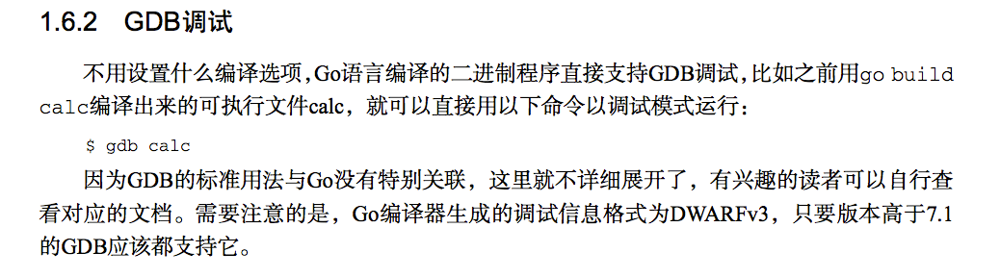 1.6.2 GDB调试
不用设置什么编译选项,Go语言编译的二进制程序直接支持GDB调试,比如之前用go build
calc编译出来的可执行文件calc，就可以直接用以下命令以调试模式运行：
$ gdb calc
因为GDB的标准用法与Go没有特别关联，这里就不详细展开了，有兴趣的读者可以自行查
看对应的文档。需要注意的是，Go编译器生成的调试信息格式为DWARFv3，只要版本高于7.1
的GDB应该都支持它。